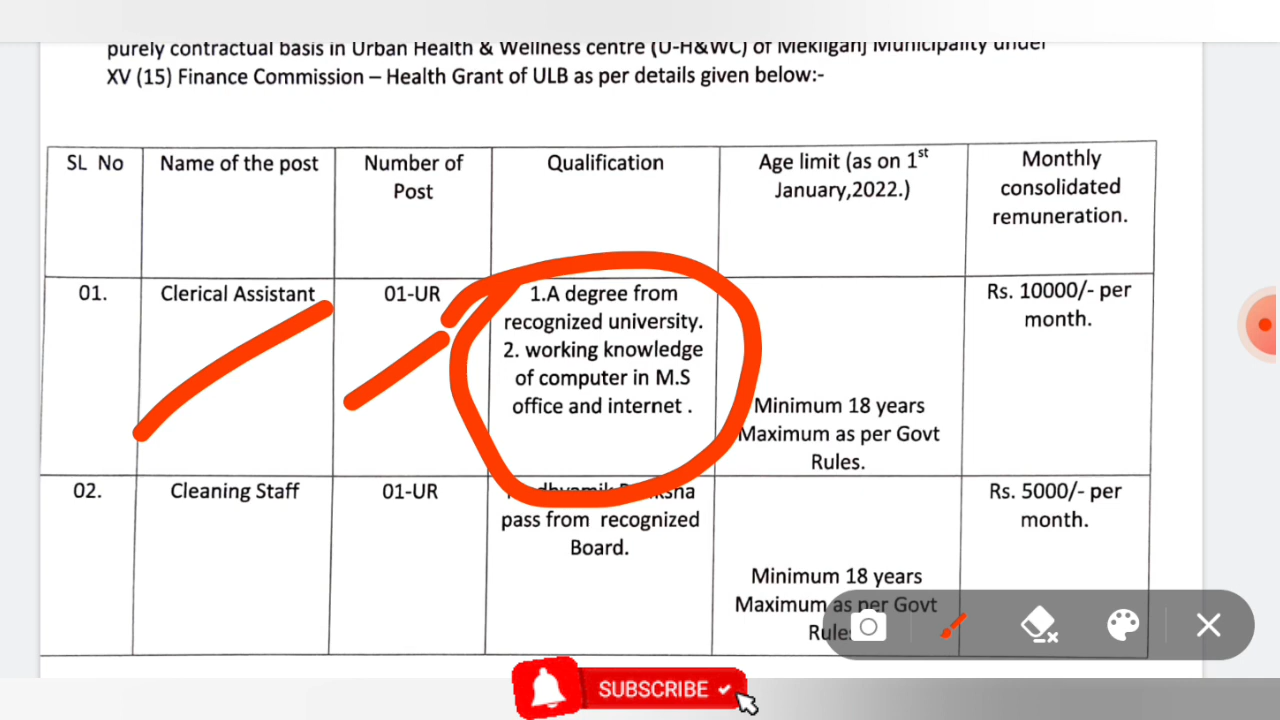 purely contractual basis in Urban Health & Wellness centre (U-H&WC) of Mekliganj Municipality under
XV (15) Finance Commission – Health Grant of ULB as per details given below:-
SL No
Name of the post
Number of
Post
Qualification
Age limit (as on 1st
January,2022.)
Monthly
consolidated
remuneration.
01.
Clerical Assistant
01-UR
1.A degree from
recognized university.
2. working knowledge
of computer in M.S
office and internet .
Minimum 18 years
Maximum as per Govt
Rules.
Rs. 10000/- per
month.
02.
Cleaning Staff
01-UR
pass from recognized
Board.
Minimum 18 years
Maximum as per Govt
Rs. 5000/- per
month.
SUBSCRIBE